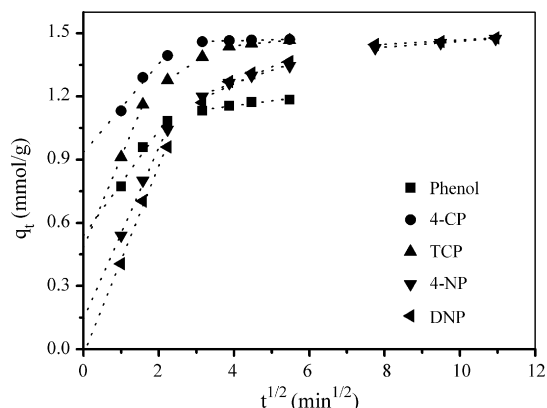 1.5
1.2
0.9
0.6
0.3
0.0
q_t (mmol/g)
Phenol
4-CP
TCP
4-NP
DNP
0 2 4 6 8 10 12
t^{1/2} (min^{1/2})